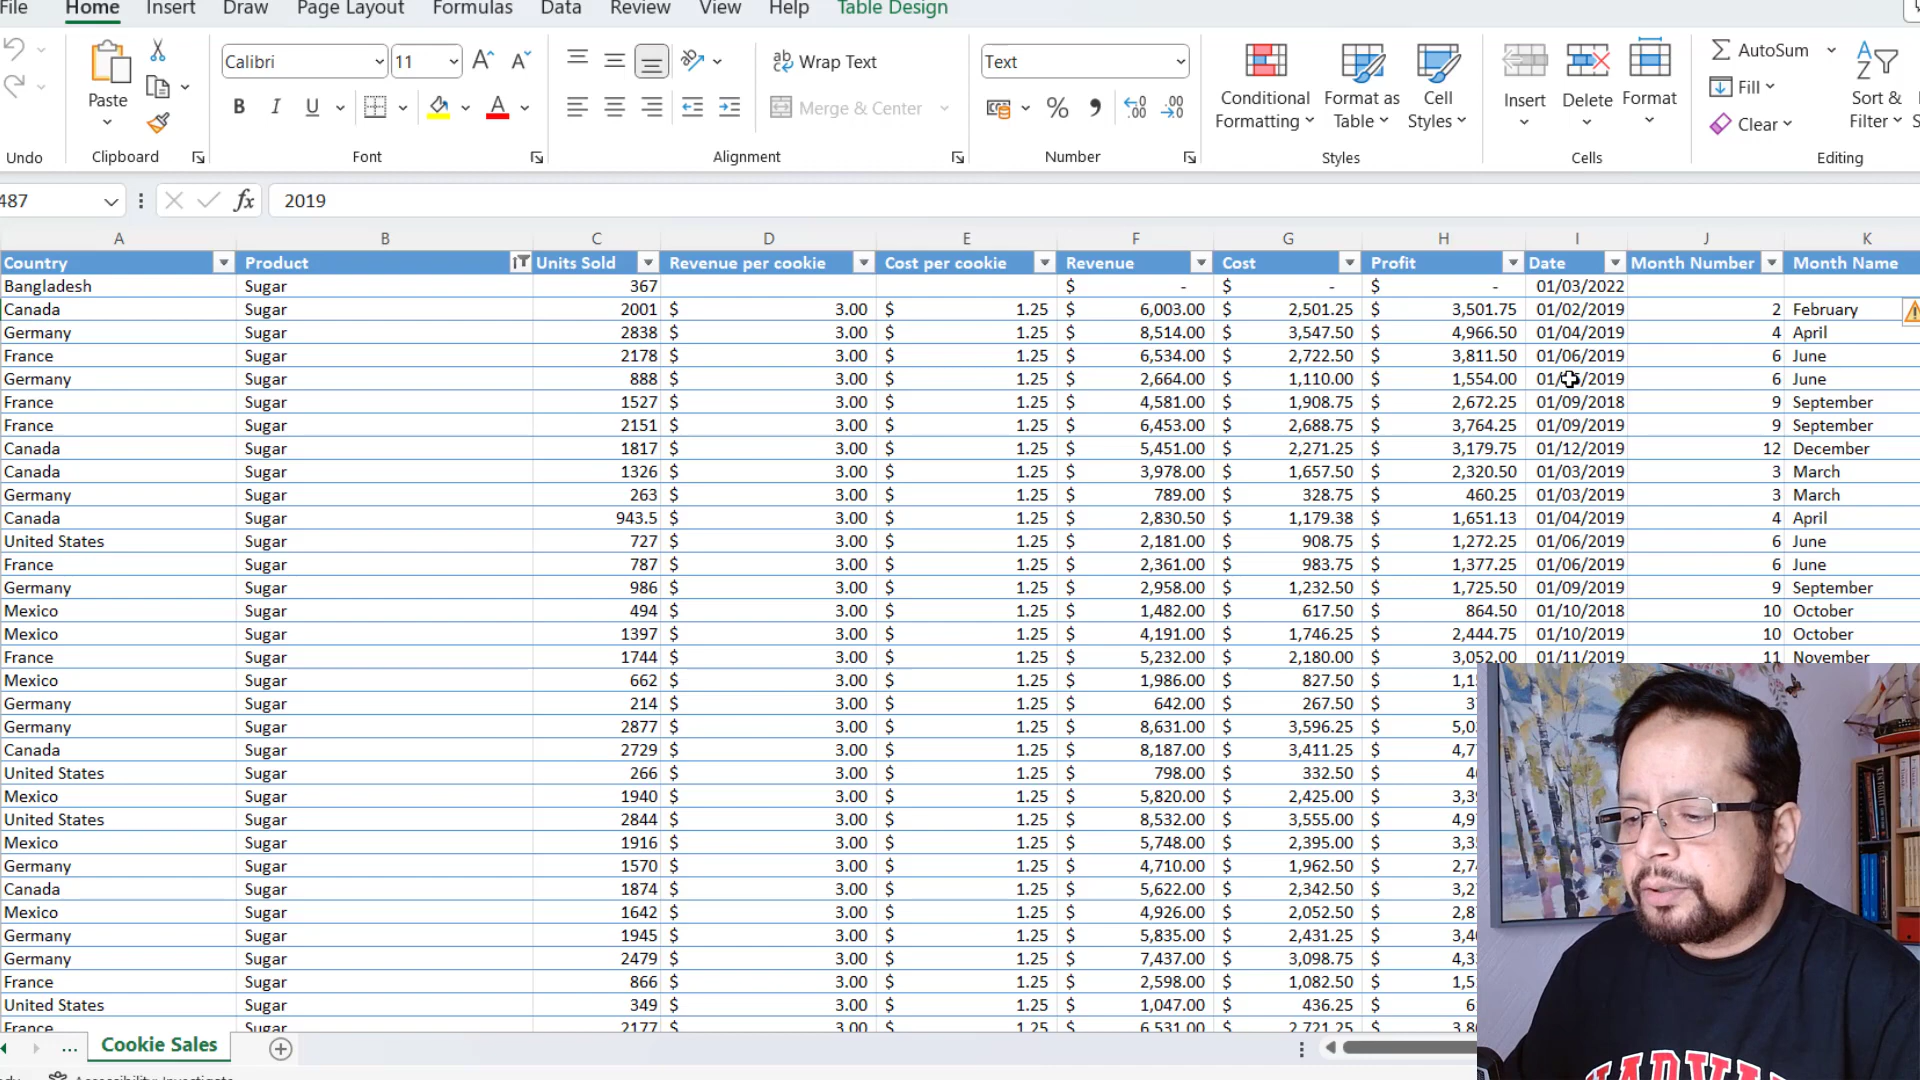 File Home Insert Draw Page Layout Formulas Data Review View Help Table Design
Calibri 11 ab Wrap Text Text AutoSum
Paste B I U Merge & Center % Conditional Formatting Format as Table Cell Styles Insert Delete Format Fill Clear Sort & Filter
Undo Clipboard Font Alignment Number Styles Cells Editing
487 fx 2019
A B C D E F G H I J K
Country Product Units Sold Revenue per cookie Cost per cookie Revenue Cost Profit Date Month Number Month Name
Bangladesh Sugar 367 $ - $ - $ - 01/03/2022
Canada Sugar 2001 $ 3.00 $ 1.25 $ 6,003.00 $ 2,501.25 $ 3,501.75 01/02/2019 2 February
Germany Sugar 2838 $ 3.00 $ 1.25 $ 8,514.00 $ 3,547.50 $ 4,966.50 01/04/2019 4 April
France Sugar 2178 $ 3.00 $ 1.25 $ 6,534.00 $ 2,722.50 $ 3,811.50 01/06/2019 6 June
Germany Sugar 888 $ 3.00 $ 1.25 $ 2,664.00 $ 1,110.00 $ 1,554.00 6 June
France Sugar 1527 $ 3.00 $ 1.25 $ 4,581.00 $ 1,908.75 $ 2,672.25 01/09/2018 9 September
France Sugar 2151 $ 3.00 $ 1.25 $ 6,453.00 $ 2,688.75 $ 3,764.25 01/09/2019 9 September
Canada Sugar 1817 $ 3.00 $ 1.25 $ 5,451.00 $ 2,271.25 $ 3,179.75 01/12/2019 12 December
Canada Sugar 1326 $ 3.00 $ 1.25 $ 3,978.00 $ 1,657.50 $ 2,320.50 01/03/2019 3 March
Germany Sugar 263 $ 3.00 $ 1.25 $ 789.00 $ 328.75 $ 460.25 01/03/2019 3 March
Canada Sugar 943.5 $ 3.00 $ 1.25 $ 2,830.50 $ 1,179.38 $ 1,651.13 01/04/2019 4 April
United States Sugar 727 $ 3.00 $ 1.25 $ 2,181.00 $ 908.75 $ 1,272.25 01/06/2019 6 June
France Sugar 787 $ 3.00 $ 1.25 $ 2,361.00 $ 983.75 $ 1,377.25 01/06/2019 6 June
Germany Sugar 986 $ 3.00 $ 1.25 $ 2,958.00 $ 1,232.50 $ 1,725.50 01/09/2019 9 September
Mexico Sugar 494 $ 3.00 $ 1.25 $ 1,482.00 $ 617.50 $ 864.50 01/10/2018 10 October
Mexico Sugar 1397 $ 3.00 $ 1.25 $ 4,191.00 $ 1,746.25 $ 2,444.75 01/10/2019 10 October
France Sugar 1744 $ 3.00 $ 1.25 $ 5,232.00 $ 2,180.00 $ 3,052.00 01/11/2019 11 November
Mexico Sugar 662 $ 3.00 $ 1.25 $ 1,986.00 $ 827.50 $
Germany Sugar 214 $ 3.00 $ 1.25 $ 642.00 $ 267.50 $
Germany Sugar 2877 $ 3.00 $ 1.25 $ 8,631.00 $ 3,596.25 $
Canada Sugar 2729 $ 3.00 $ 1.25 $ 8,187.00 $ 3,411.25 $
United States Sugar 266 $ 3.00 $ 1.25 $ 798.00 $ 332.50 $
Mexico Sugar 1940 $ 3.00 $ 1.25 $ 5,820.00 $ 2,425.00 $
United States Sugar 2844 $ 3.00 $ 1.25 $ 8,532.00 $ 3,555.00 $
Mexico Sugar 1916 $ 3.00 $ 1.25 $ 5,748.00 $ 2,395.00 $
Germany Sugar 1570 $ 3.00 $ 1.25 $ 4,710.00 $ 1,962.50 $
Canada Sugar 1874 $ 3.00 $ 1.25 $ 5,622.00 $ 2,342.50 $
Mexico Sugar 1642 $ 3.00 $ 1.25 $ 4,926.00 $ 2,052.50 $
Germany Sugar 1945 $ 3.00 $ 1.25 $ 5,835.00 $ 2,431.25 $
Germany Sugar 2479 $ 3.00 $ 1.25 $ 7,437.00 $ 3,098.75 $
France Sugar 866 $ 3.00 $ 1.25 $ 2,598.00 $ 1,082.50 $
United States Sugar 349 $ 3.00 $ 1.25 $ 1,047.00 $ 436.25 $
France Sugar 2177 $ 3.00 $ 1.25 $ 6,531.00 $ 2,721.25 $
... Cookie Sales